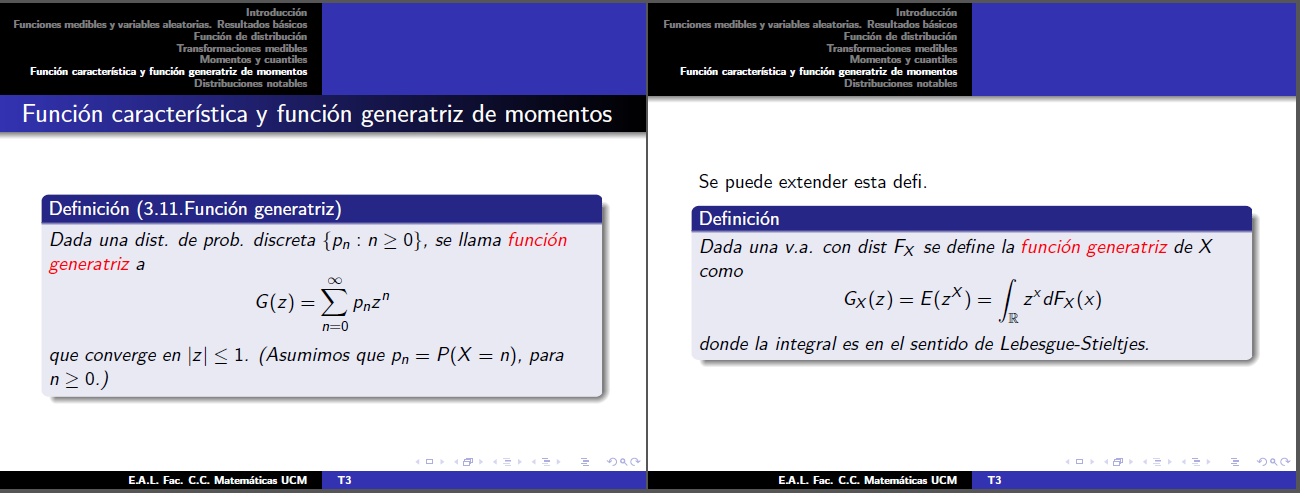 Introducción
Funciones medibles y variables aleatorias. Resultados básicos
Función de distribución
Transformaciones medibles
Momentos y cuantiles
Función característica y función generatriz de momentos
Distribuciones notables
Función característica y función generatriz de momentos
Definición (3.11.Función generatriz)
Dada una dist. de prob. discreta {pₙ : n ≥ 0}, se llama función
generatriz a
G(z) = ∑_{n=0}^{∞} pₙzⁿ
que converge en |z| ≤ 1. (Asumimos que pₙ = P(X = n), para
n ≥ 0.)
E.A.L. Fac. C.C. Matemáticas UCM T3
Introducción
Funciones medibles y variables aleatorias. Resultados básicos
Función de distribución
Transformaciones medibles
Momentos y cuantiles
Función característica y función generatriz de momentos
Distribuciones notables
Se puede extender esta defi.
Definición
Dada una v.a. con dist F_X se define la función generatriz de X
como
G_X(z) = E(z^X) = ∫_ℝ z^x dF_X(x)
donde la integral es en el sentido de Lebesgue-Stieltjes.
E.A.L. Fac. C.C. Matemáticas UCM T3